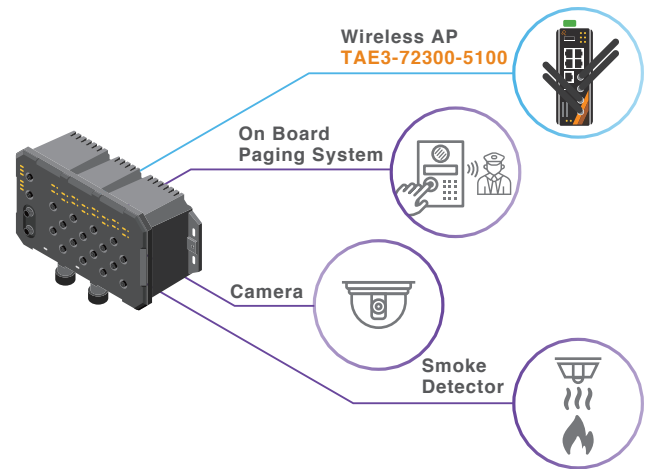 Wireless AP
TAE3-72300-5100
On Board
Paging System
Camera
Smoke
Detector